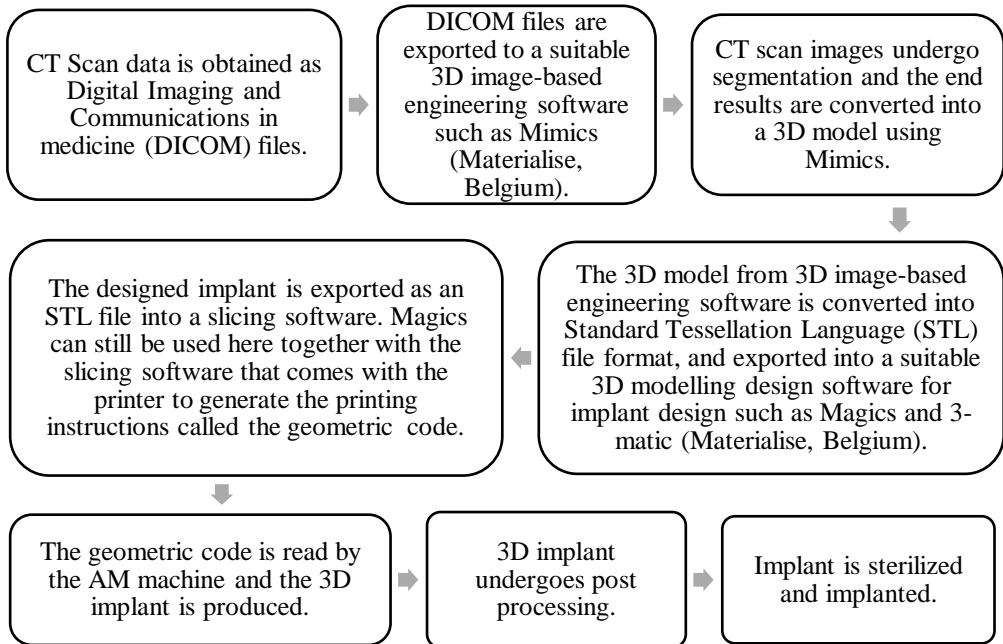 CT Scan data is obtained as
Digital Imaging and
Communications in
medicine (DICOM) files.
DICOM files are
exported to a suitable
3D image-based
engineering software
such as Mimics
(Materialise,
Belgium).
CT scan images undergo
segmentation and the end
results are converted into
a 3D model using
Mimics.
The 3D model from 3D image-based
engineering software is converted into
Standard Tessellation Language (STL)
file format, and exported into a suitable
3D modelling design software for
implant design such as Magics and 3-
matic (Materialise, Belgium).
The designed implant is exported as an
STL file into a slicing software. Magics
can still be used here together with the
slicing software that comes with the
printer to generate the printing
instructions called the geometric code.
The geometric code is read by
the AM machine and the 3D
implant is produced.
3D implant
undergoes post
processing.
Implant is sterilized
and implanted.